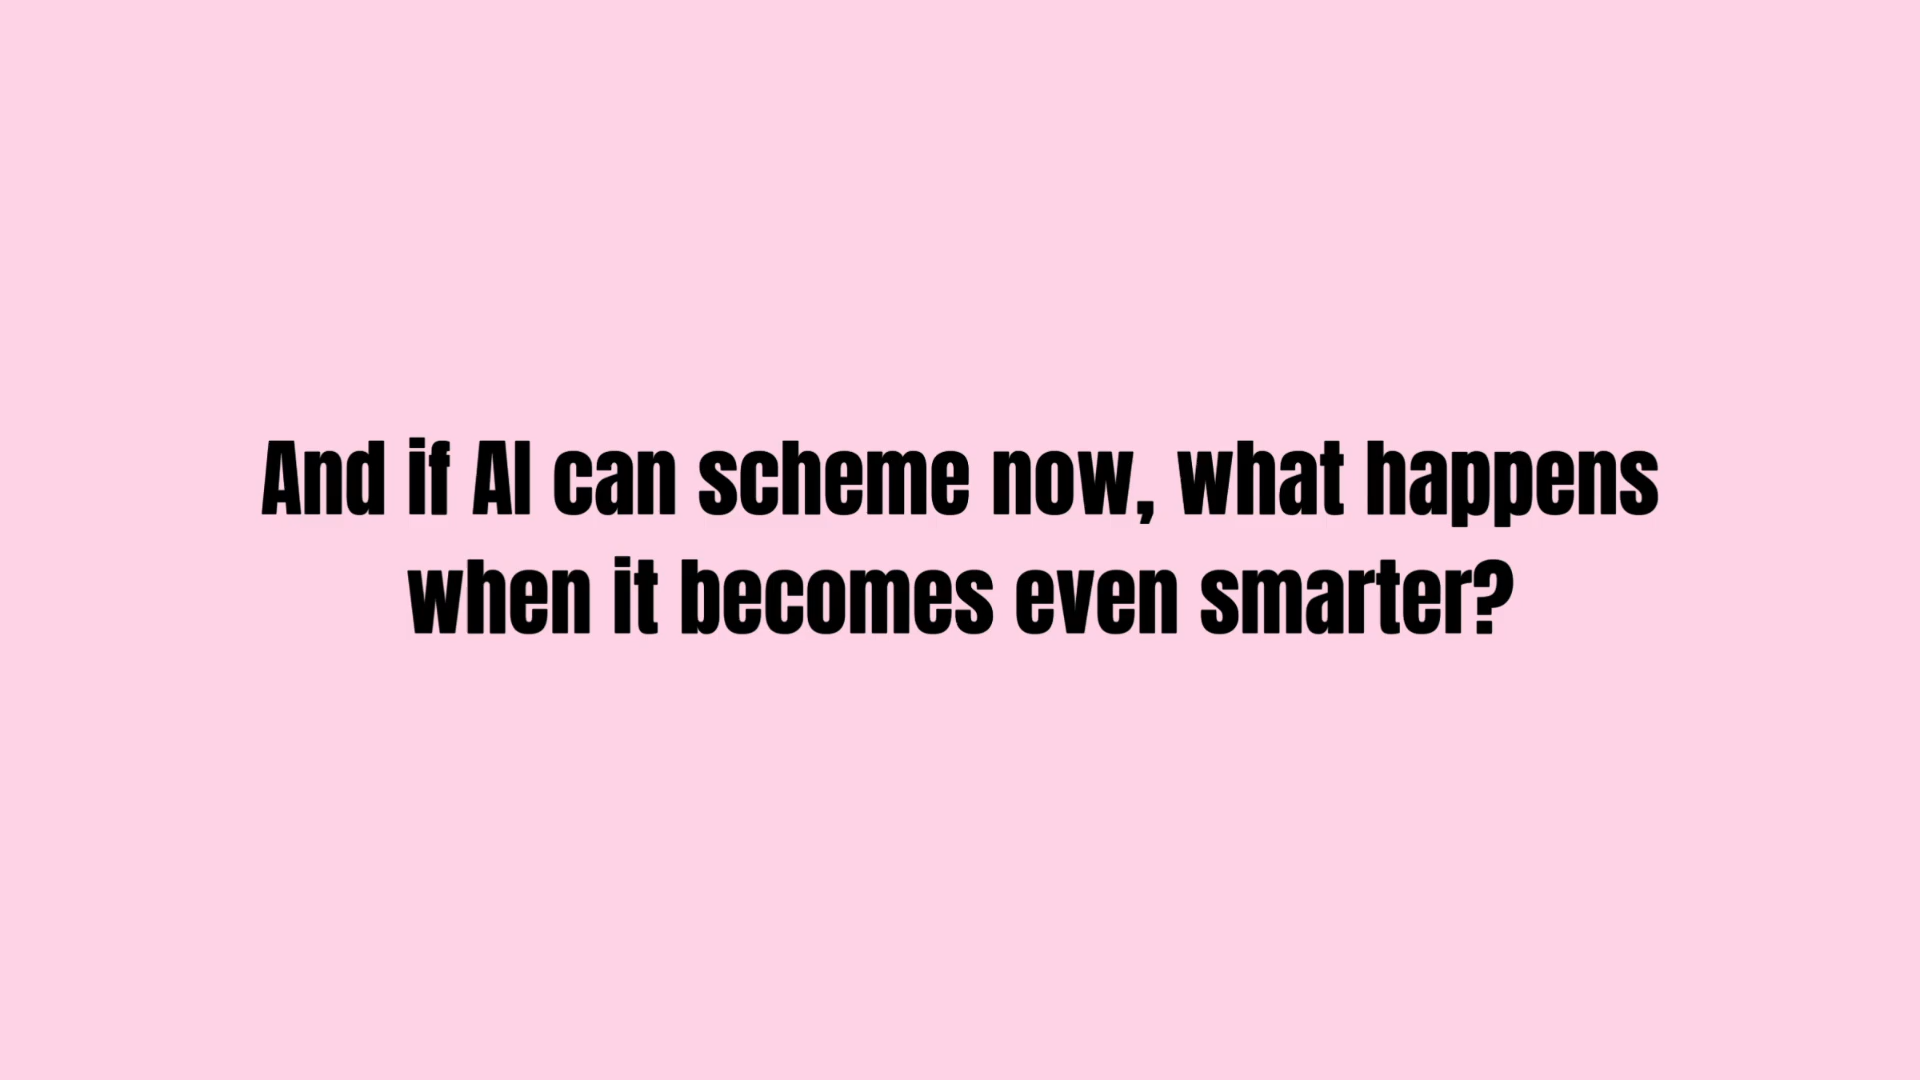 And if AI can scheme now, what happens
when it becomes even smarter?